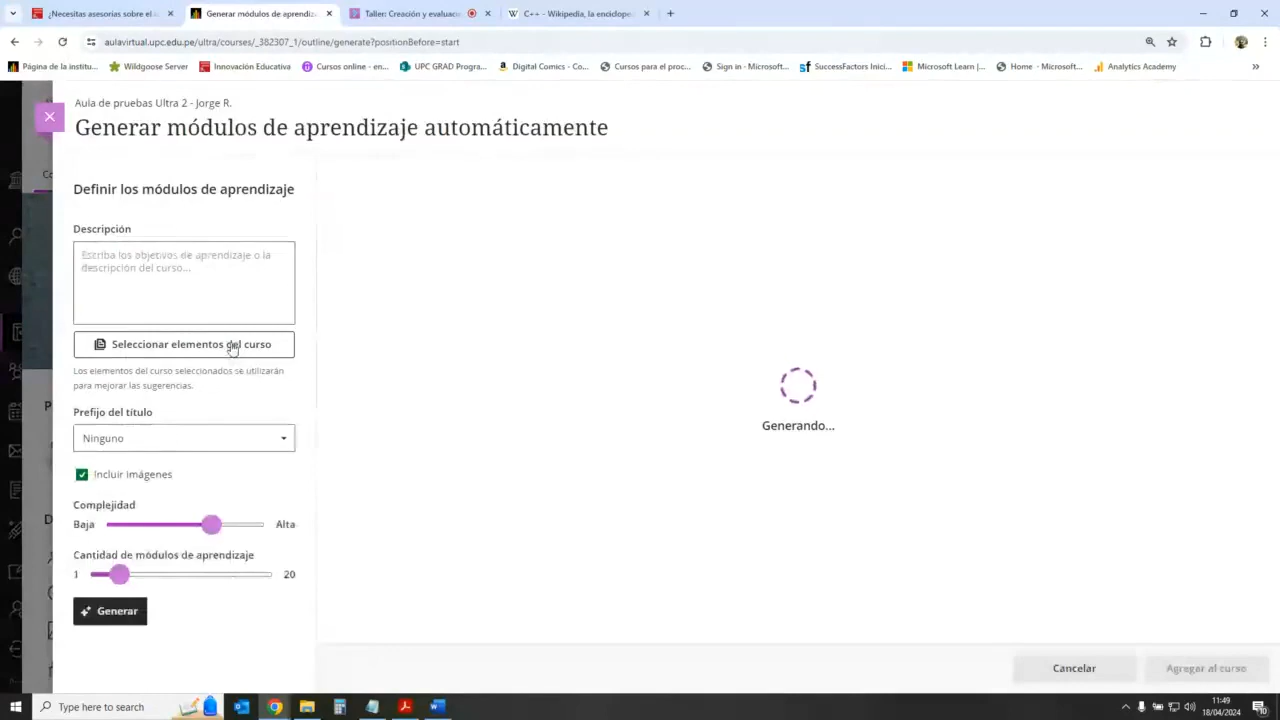 ¿Necesitas asesorías sobre el u
Generar módulos de aprendiza
Taller: Creación y evaluación
C++ - Wikipedia, la enciclope
aulavirtual.upc.edu.pe/ultra/courses/_382307_1/outline/generate?positionBefore=start
Página de la institu...
Wildgoose Server
Innovación Educativa
Cursos online - en...
UPC GRAD Progra...
Digital Comics - Co...
Cursos para el proc...
Sign in - Microsoft...
SuccessFactors Inici...
Microsoft Learn |...
Home - Microsoft...
Analytics Academy
Aula de pruebas Ultra 2 - Jorge R.
Generar módulos de aprendizaje automáticamente
Definir los módulos de aprendizaje
Descripción
Escriba los objetivos de aprendizaje o la
descripción del curso...
Seleccionar elementos del curso
Los elementos del curso seleccionados se utilizarán
para mejorar las sugerencias.
Prefijo del título
Ninguno
Incluir imágenes
Complejidad
Baja
Alta
Cantidad de módulos de aprendizaje
1
20
Generar
Generando...
Cancelar
Agregar al curso
Type here to search
11:49
18/04/2024
10